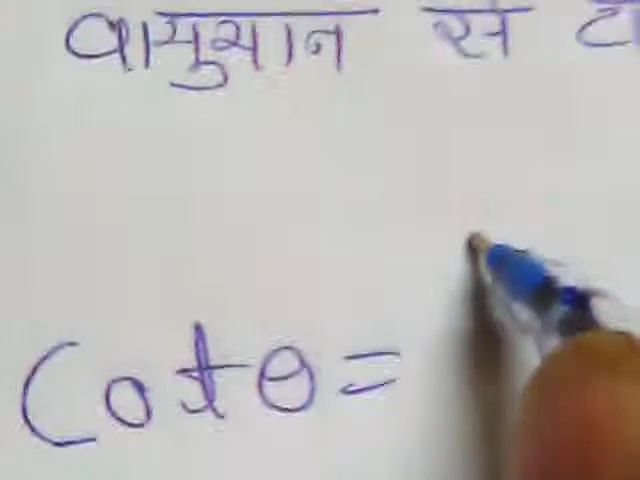 वायुयान से
Cotθ =